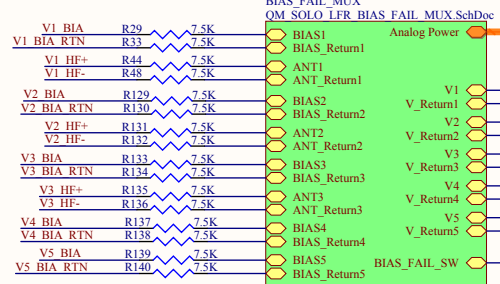 BIAS_FAIL_MUX
QM_SOLO_LFR_BIAS_FAIL_MUX.SchDoc
V1_BIA R29 7.5K BIAS1 Analog Power
V1_BIA_RTN R33 7.5K BIAS_Return1
V1_HF+ R44 7.5K ANT1
V1_HF- R48 7.5K ANT_Return1
V1
V2_BIA R129 7.5K BIAS2
V_Return1
V2_BIA_RTN R130 7.5K BIAS_Return2
V2
V2_HF+ R131 7.5K ANT2
V_Return2
V2_HF- R132 7.5K ANT_Return2
V3
V3_BIA R133 7.5K BIAS3
V_Return3
V3_BIA_RTN R134 7.5K BIAS_Return3
V4
V3_HF+ R135 7.5K ANT3
V_Return4
V3_HF- R136 7.5K ANT_Return3
V5
V4_BIA R137 7.5K BIAS4
V_Return5
V4_BIA_RTN R138 7.5K BIAS_Return4
V5_BIA R139 7.5K BIAS5 BIAS_FAIL_SW
V5_BIA_RTN R140 7.5K BIAS_Return5